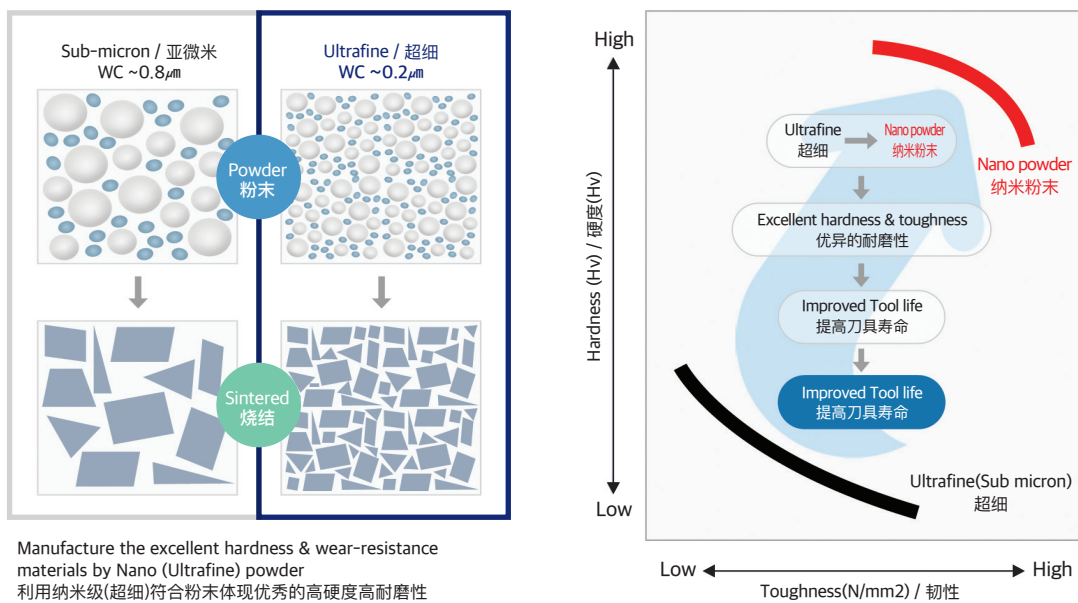 Sub-micron / 亚微米
WC ~0.8㎛
Ultrafine / 超细
WC ~0.2㎛
Powder
粉末
Sintered
烧结
Manufacture the excellent hardness & wear-resistance
materials by Nano (Ultrafine) powder
利用纳米级(超细)符合粉末体现优秀的高硬度高耐磨性
High
Hardness (Hv) / 硬度(Hv)
Low
Ultrafine
超细
Nano powder
纳米粉末
Nano powder
纳米粉末
Excellent hardness & toughness
优异的耐磨性
Improved Tool life
提高刀具寿命
Improved Tool life
提高刀具寿命
Ultrafine(Sub micron)
超细
Low
High
Toughness(N/mm2) / 韧性